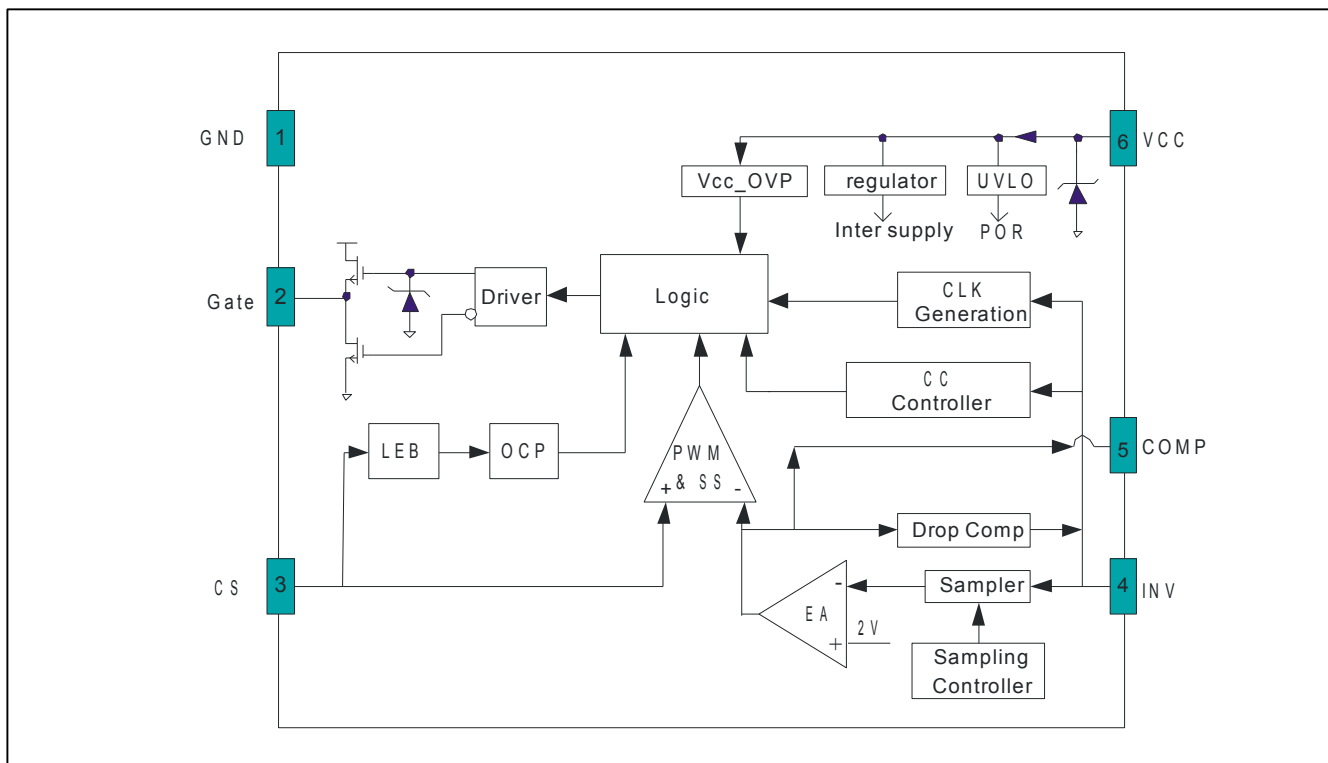 GND
1
6
VCC
Vcc_OVP
regulator
UVLO
Inter supply
POR
Gate
2
Driver
Logic
CLK
Generation
CC
Controller
LEB
OCP
PWM
& SS
+
-
5
COMP
Drop Comp
CS
3
EA
-
+
2V
Sampler
4
INV
Sampling
Controller